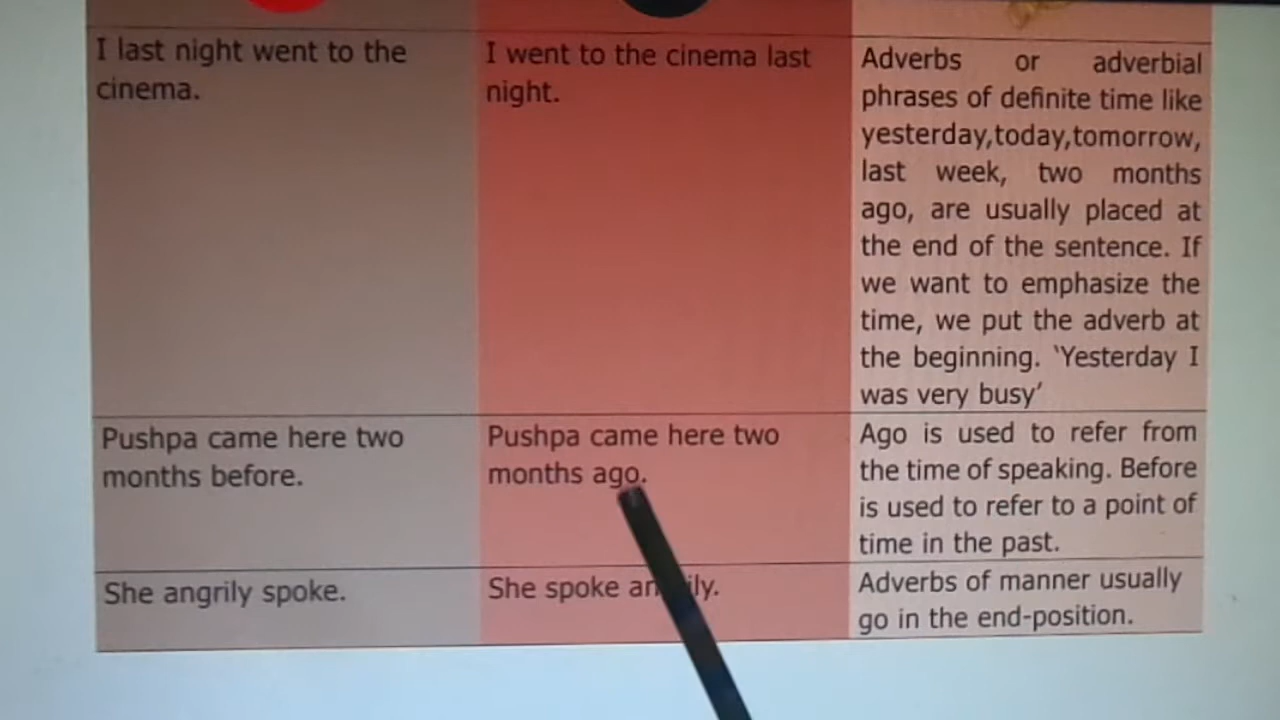 I last night went to the
cinema.
I went to the cinema last
night.
Adverbs or adverbial
phrases of definite time like
yesterday,today,tomorrow,
last week, two months
ago, are usually placed at
the end of the sentence. If
we want to emphasize the
time, we put the adverb at
the beginning. ‘Yesterday I
was very busy’
Pushpa came here two
months before.
Pushpa came here two
months ago.
Ago is used to refer from
the time of speaking. Before
is used to refer to a point of
time in the past.
She angrily spoke.
She spoke
Adverbs of manner usually
go in the end-position.